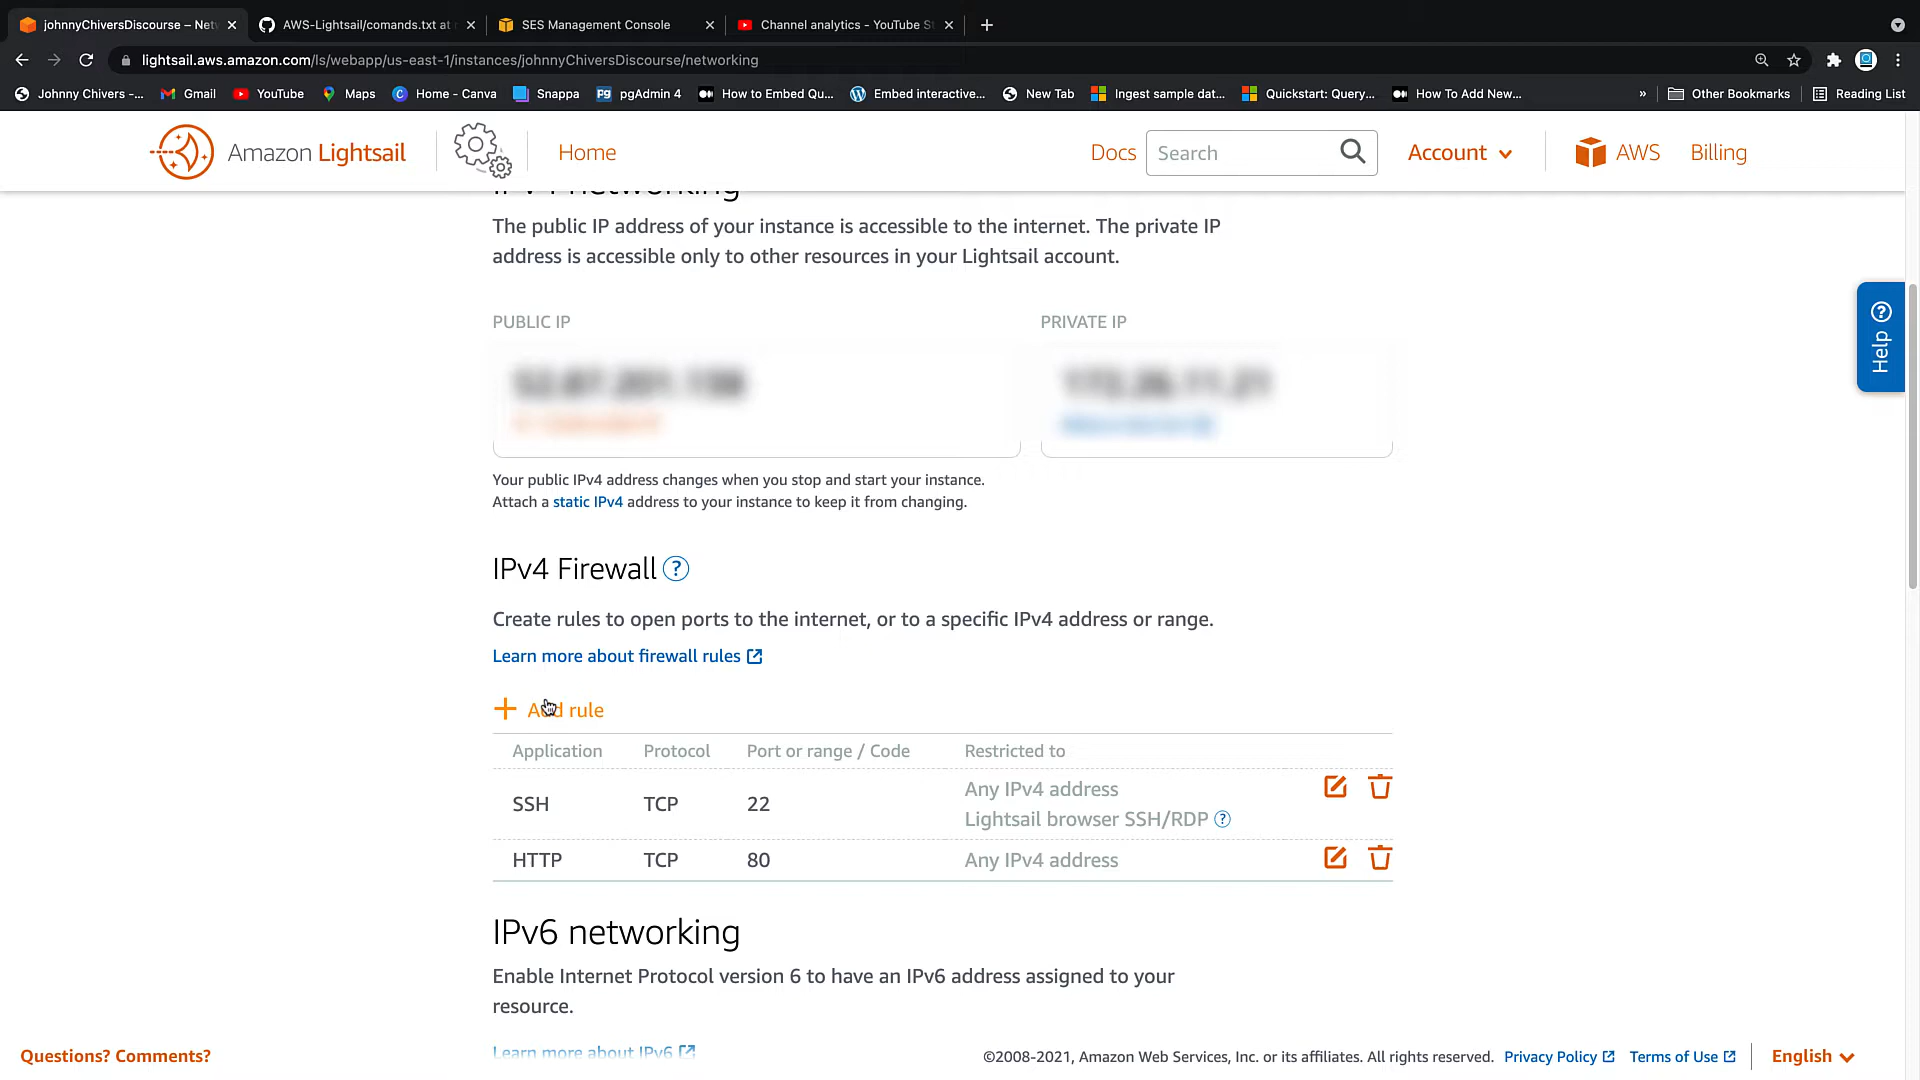 johnnyChiversDiscourse – Net
AWS-Lightsail/comands.txt at
SES Management Console
Channel analytics - YouTube St
lightsail.aws.amazon.com/ls/webapp/us-east-1/instances/johnnyChiversDiscourse/networking
Johnny Chivers -...
Gmail
YouTube
Maps
Home - Canva
Snappa
pgAdmin 4
How to Embed Qu...
Embed interactive...
New Tab
Ingest sample dat...
Quickstart: Query...
How To Add New...
»
Other Bookmarks
Reading List
Amazon Lightsail
Home
Docs
Search
Account
AWS
Billing
IPv4 networking
The public IP address of your instance is accessible to the internet. The private IP
address is accessible only to other resources in your Lightsail account.
PUBLIC IP
PRIVATE IP
Your public IPv4 address changes when you stop and start your instance.
Attach a static IPv4 address to your instance to keep it from changing.
IPv4 Firewall ?
Create rules to open ports to the internet, or to a specific IPv4 address or range.
Learn more about firewall rules
+ Add rule
Application Protocol Port or range / Code Restricted to
SSH TCP 22 Any IPv4 address
Lightsail browser SSH/RDP ?
HTTP TCP 80 Any IPv4 address
IPv6 networking
Enable Internet Protocol version 6 to have an IPv6 address assigned to your
resource.
Learn more about IPv6
Help ?
Questions? Comments?
©2008-2021, Amazon Web Services, Inc. or its affiliates. All rights reserved.
Privacy Policy
Terms of Use
English